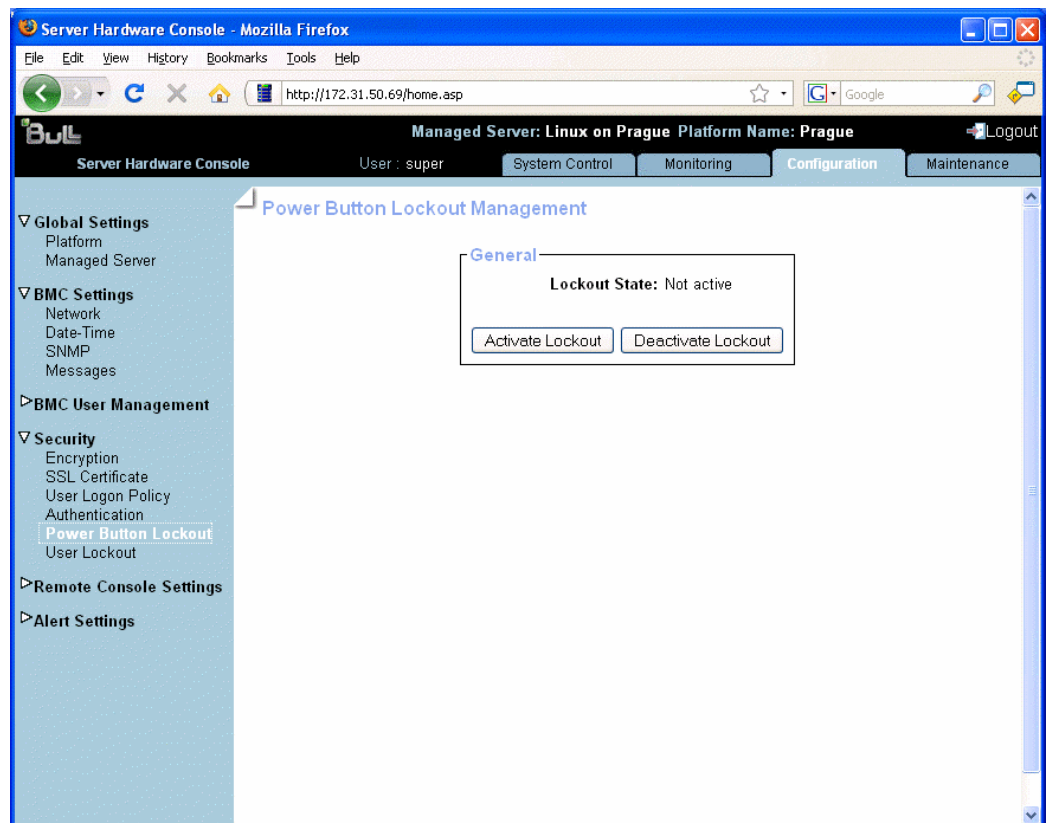 Server Hardware Console - Mozilla Firefox
File Edit View History Bookmarks Tools Help
http://172.31.50.69/home.asp
G Google
Bull
Managed Server: Linux on Prague Platform Name: Prague
Logout
Server Hardware Console
User : super
System Control
Monitoring
Configuration
Maintenance
Global Settings
Platform
Managed Server
BMC Settings
Network
Date-Time
SNMP
Messages
BMC User Management
Security
Encryption
SSL Certificate
User Logon Policy
Authentication
Power Button Lockout
User Lockout
Remote Console Settings
Alert Settings
Power Button Lockout Management
General
Lockout State: Not active
Activate Lockout
Deactivate Lockout